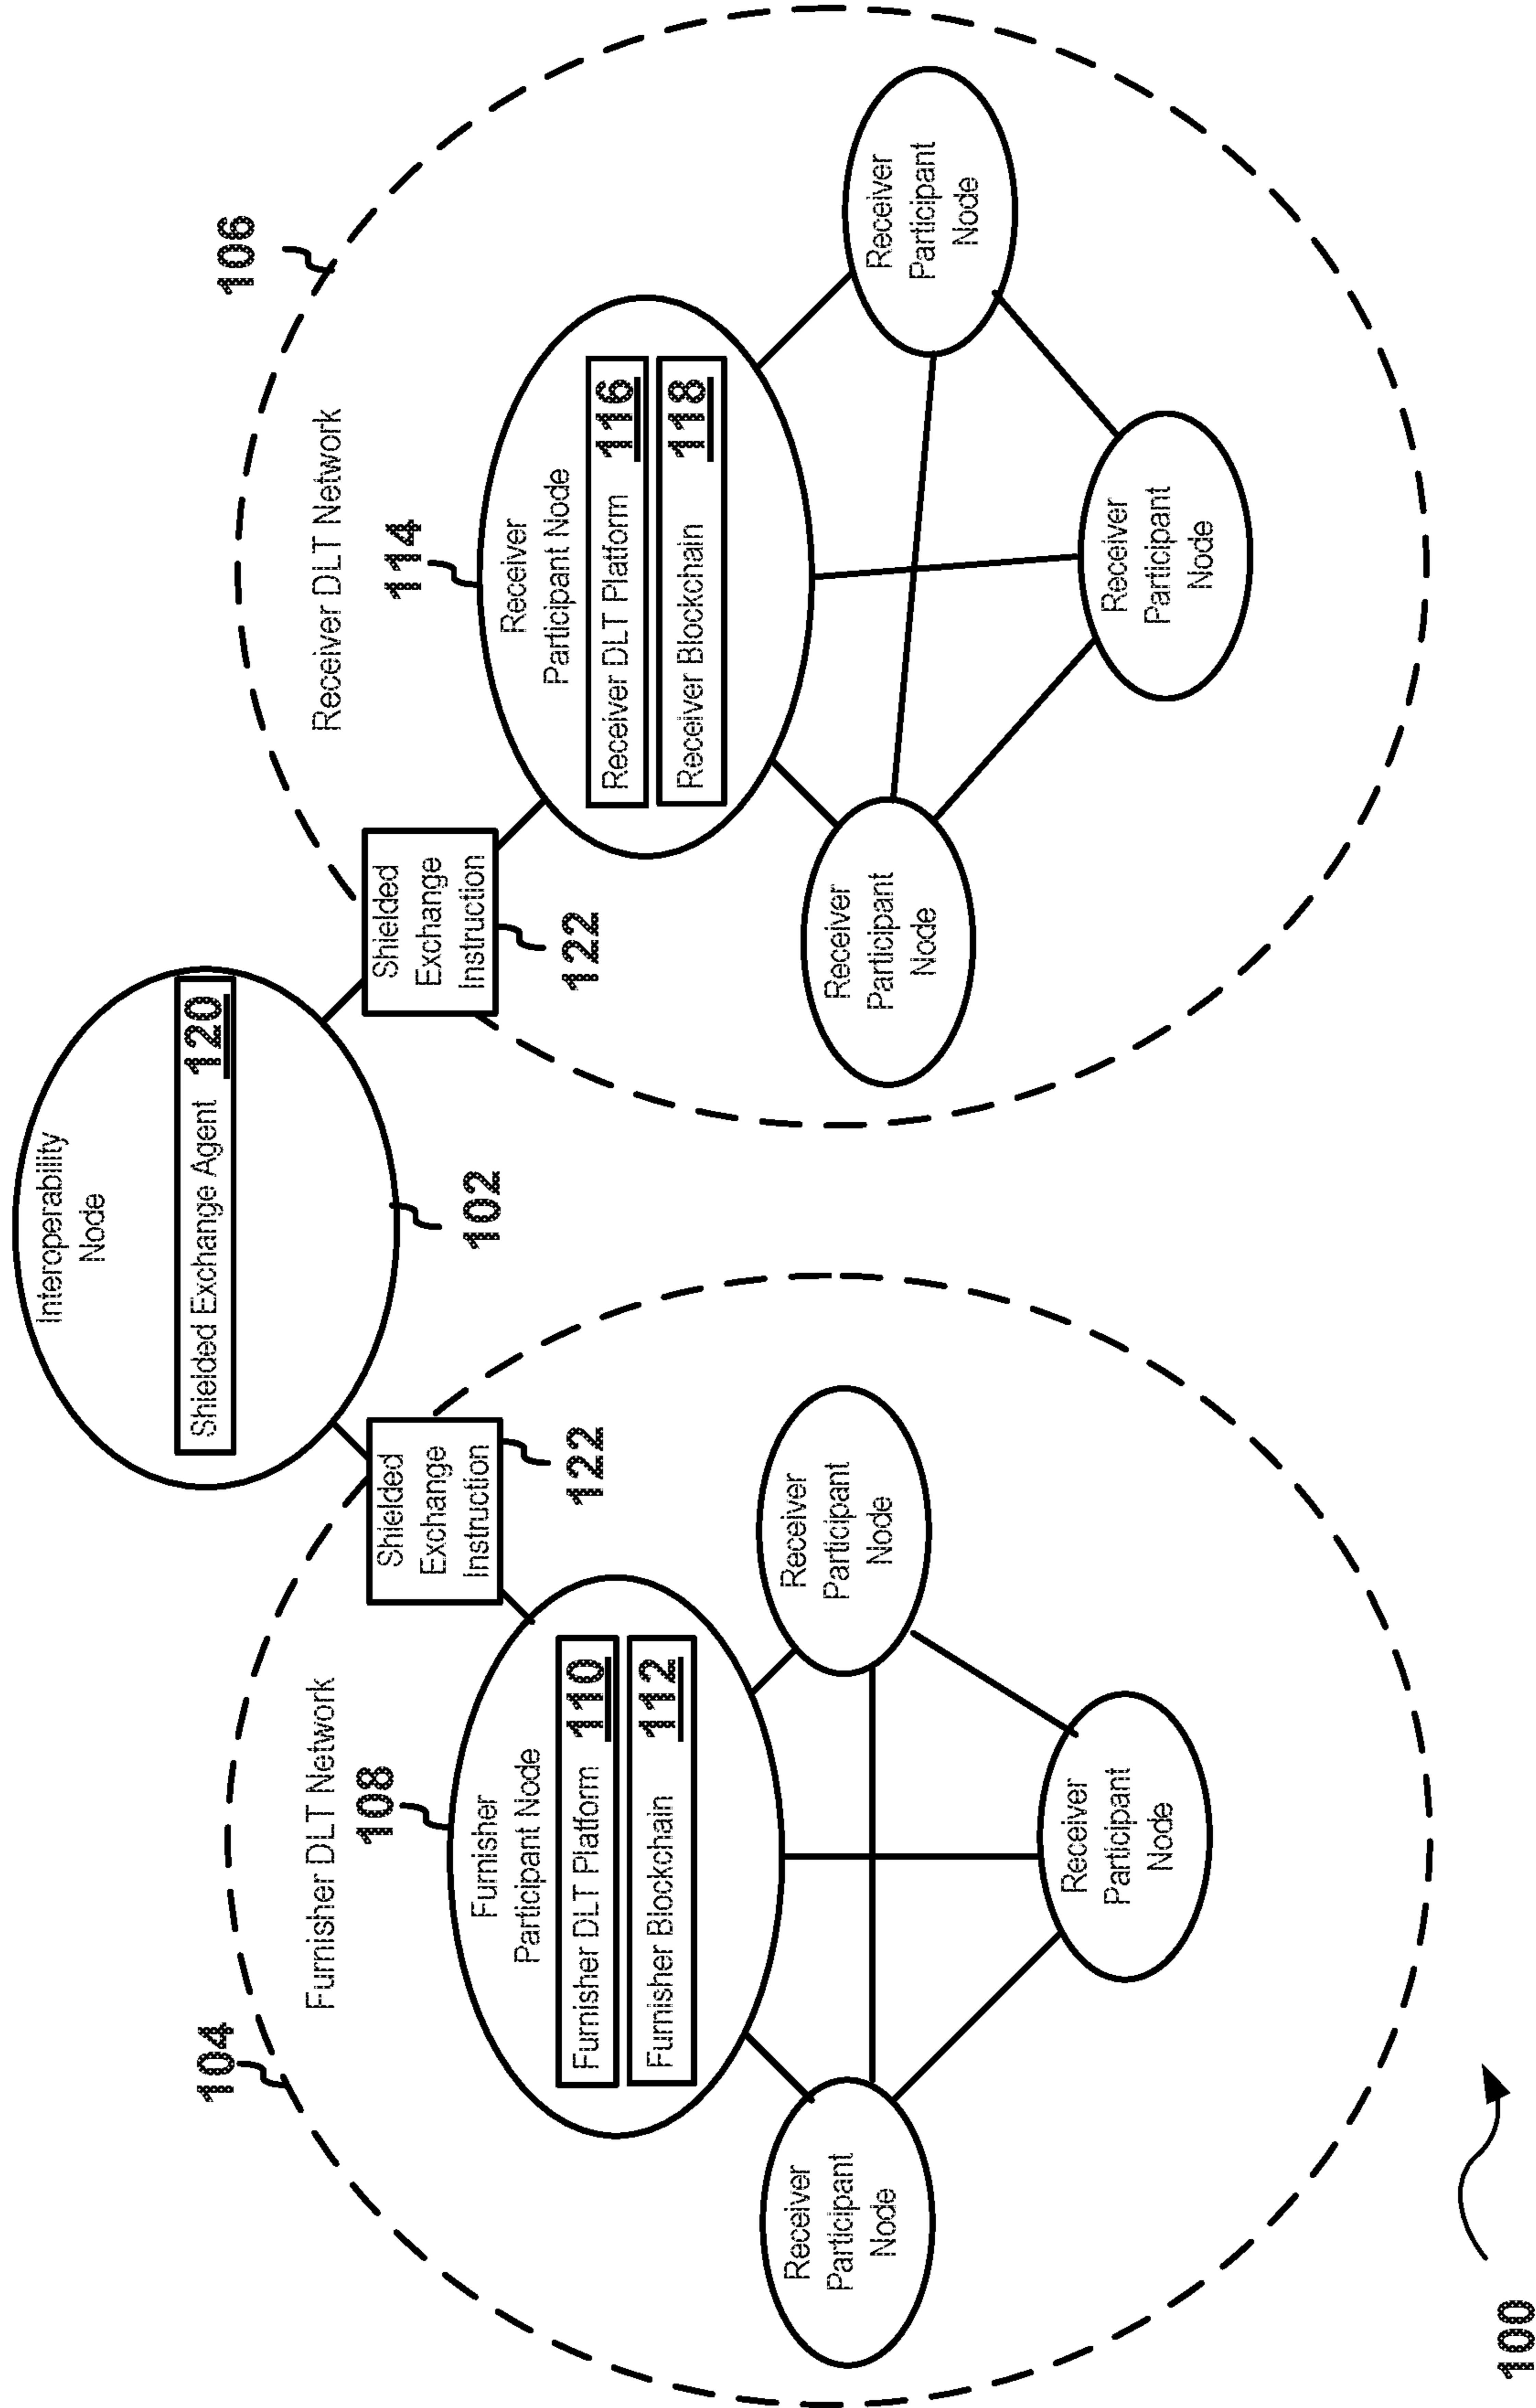 Interoperability
Node
Shielded Exchange Agent 120
102
Shielded
Exchange
Instruction
122
Shielded
Exchange
Instruction
122
104
Furnisher DLT Network
108
Furnisher
Participant Node
Furnisher DLT Platform 110
Furnisher Blockchain 112
Receiver
Participant
Node
Receiver
Participant
Node
Receiver
Participant
Node
106
Receiver DLT Network
114
Receiver
Participant Node
Receiver DLT Platform 116
Receiver Blockchain 118
Receiver
Participant
Node
Receiver
Participant
Node
Receiver
Participant
Node
100